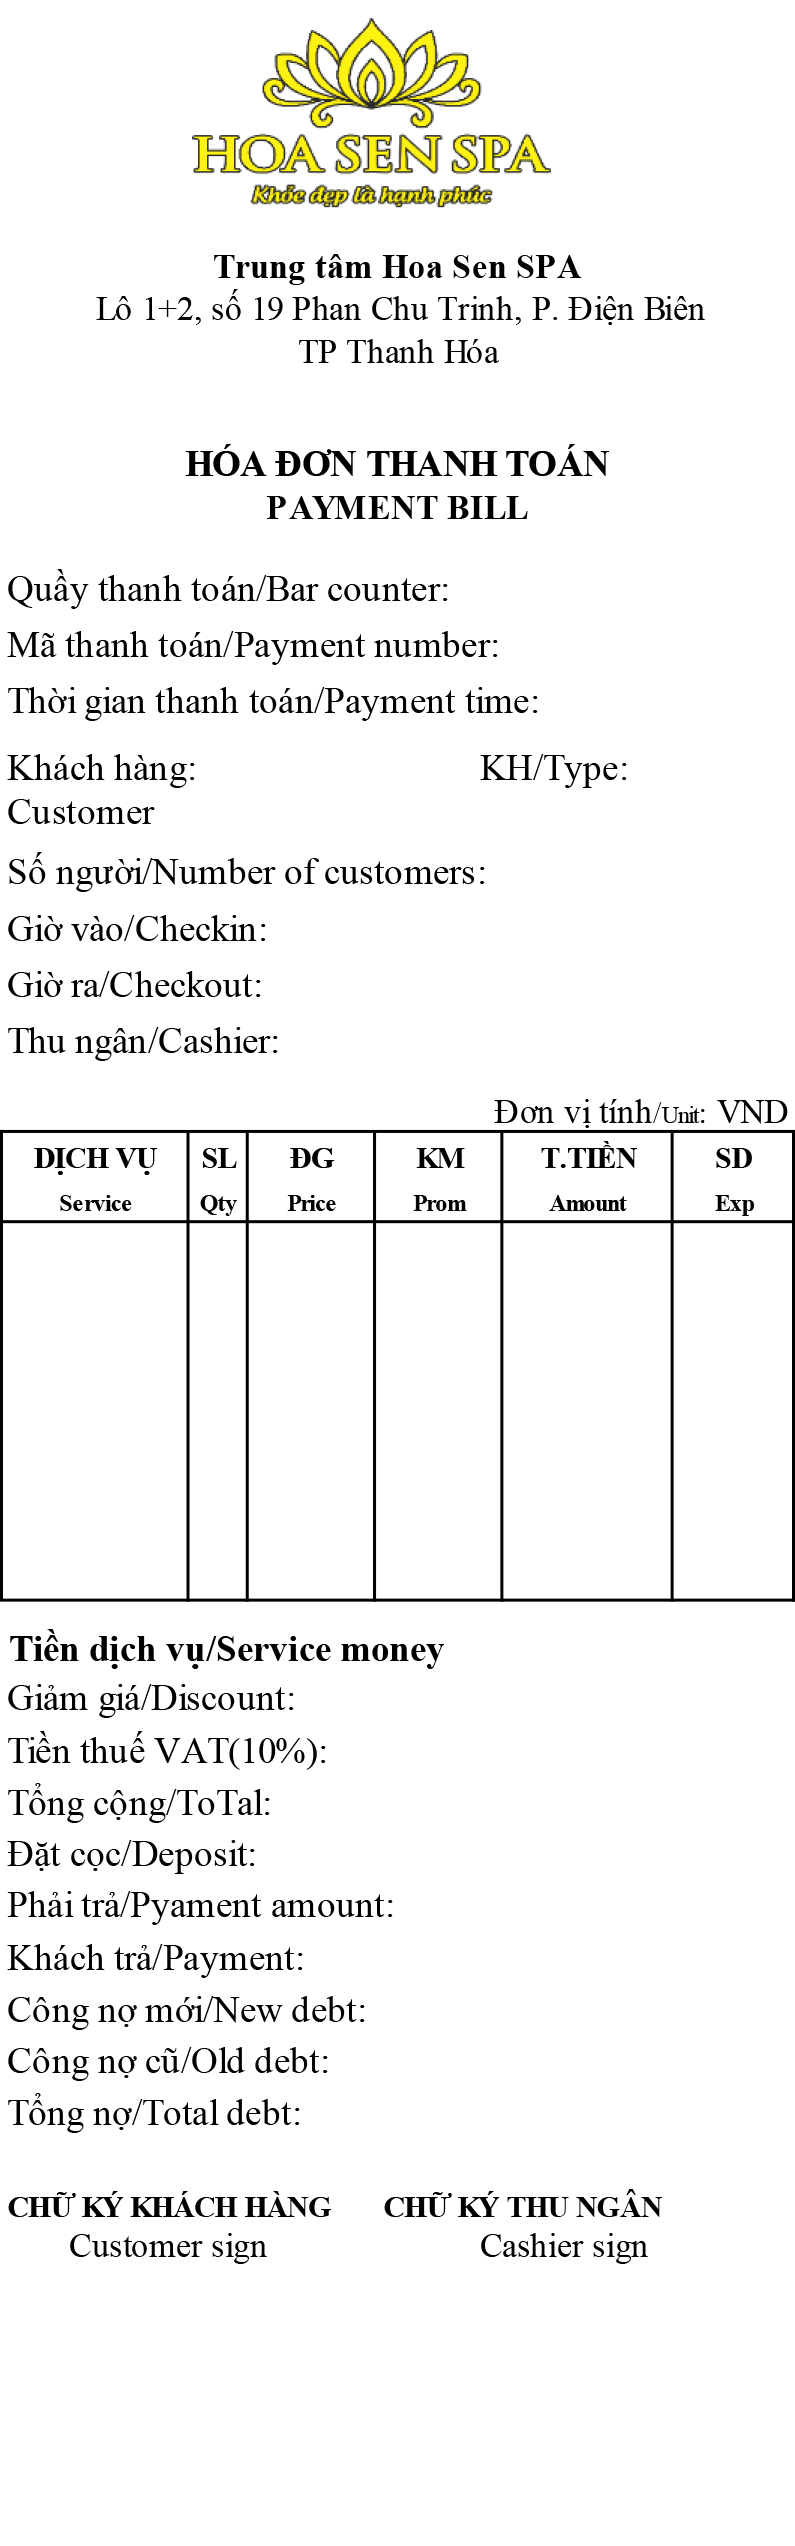 HOA SEN SPA
Khỏe đẹp là hạnh phúc
Trung tâm Hoa Sen SPA
Lô 1+2, số 19 Phan Chu Trinh, P. Điện Biên
TP Thanh Hóa
HÓA ĐƠN THANH TOÁN
PAYMENT BILL
Quầy thanh toán/Bar counter:
Mã thanh toán/Payment number:
Thời gian thanh toán/Payment time:
Khách hàng: KH/Type:
Customer
Số người/Number of customers:
Giờ vào/Checkin:
Giờ ra/Checkout:
Thu ngân/Cashier:
Đơn vị tính/Unit: VND
DỊCH VỤ SL ĐG KM T.TIỀN SD
Service Qty Price Prom Amount Exp
Tiền dịch vụ/Service money
Giảm giá/Discount:
Tiền thuế VAT(10%):
Tổng cộng/ToTal:
Đặt cọc/Deposit:
Phải trả/Pyament amount:
Khách trả/Payment:
Công nợ mới/New debt:
Công nợ cũ/Old debt:
Tổng nợ/Total debt:
CHỮ KÝ KHÁCH HÀNG CHỮ KÝ THU NGÂN
Customer sign Cashier sign